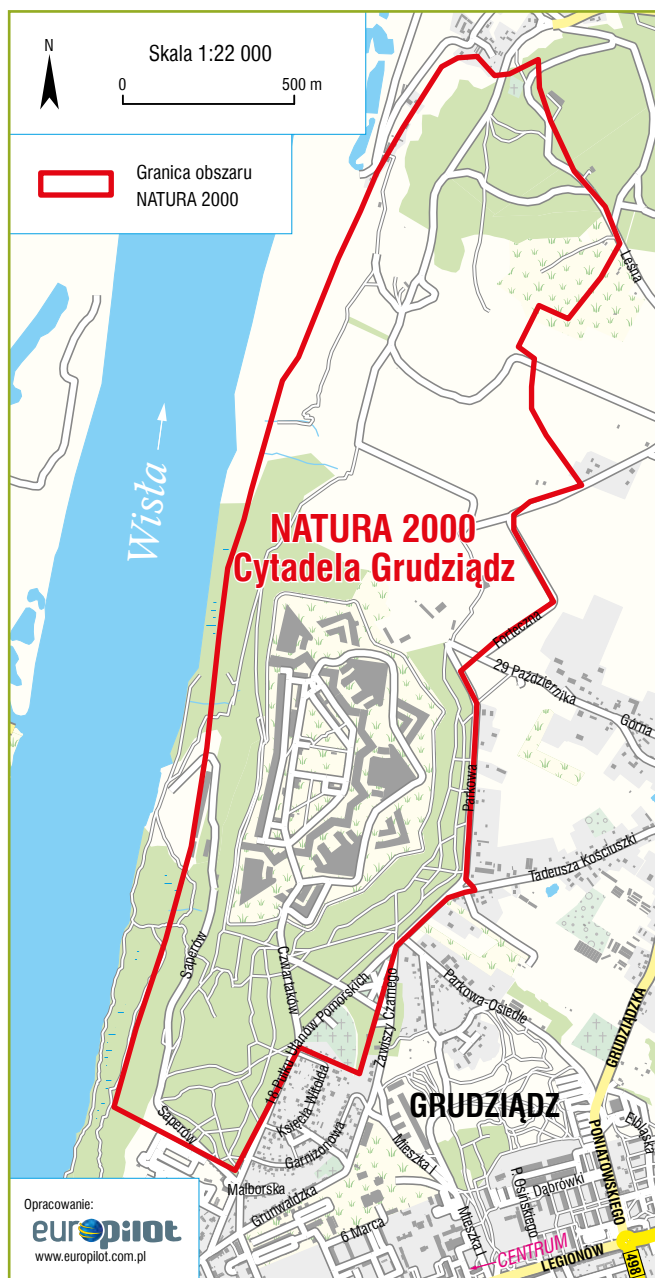 N
Skala 1:22 000
0
500 m
Granica obszaru
NATURA 2000
Leśna
Wisła
NATURA 2000
Cytadela Grudziądz
Forteczna
29 Października
Górna
Parkowa
Tadeusza Kościuszki
Saperów
Czwartaków
18 Pułku Ułanów Pomorskich
Zawiszy Czarnego
Parkowa-Osiedle
GRUDZIĄDZKA
Księcia Witolda
GRUDZIĄDZ
Saperów
Garnizonowa
Mieszka I
PONIATOWSKIEGO
Elbląska
Malborska
Grunwaldzka
P. Osińskiego
Dąbrówki
6 Marca
Mieszka I
CENTRUM
LEGIONÓW
498
Opracowanie:
europilot
www.europilot.com.pl